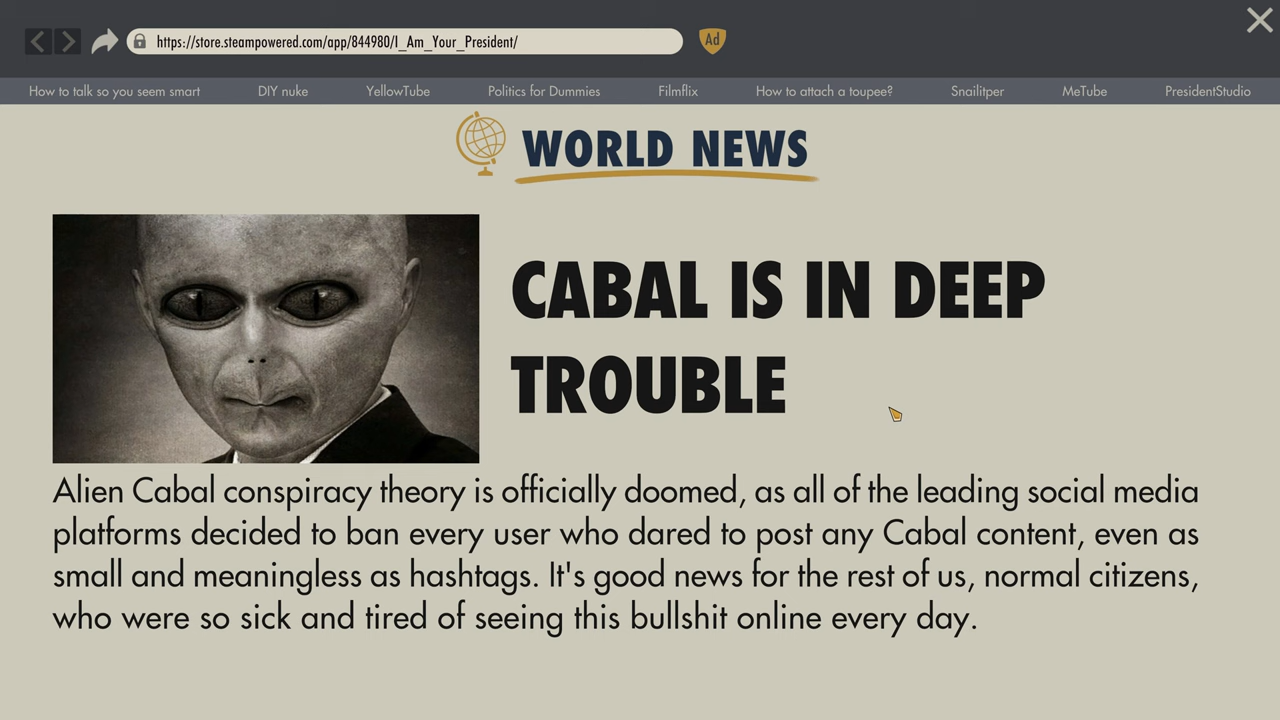 https://store.steampowered.com/app/844980/I_Am_Your_President/
Ad
How to talk so you seem smart
DIY nuke
YellowTube
Politics for Dummies
Filmflix
How to attach a toupee?
Snailitper
MeTube
PresidentStudio
WORLD NEWS
CABAL IS IN DEEP
TROUBLE
Alien Cabal conspiracy theory is officially doomed, as all of the leading social media
platforms decided to ban every user who dared to post any Cabal content, even as
small and meaningless as hashtags. It's good news for the rest of us, normal citizens,
who were so sick and tired of seeing this bullshit online every day.